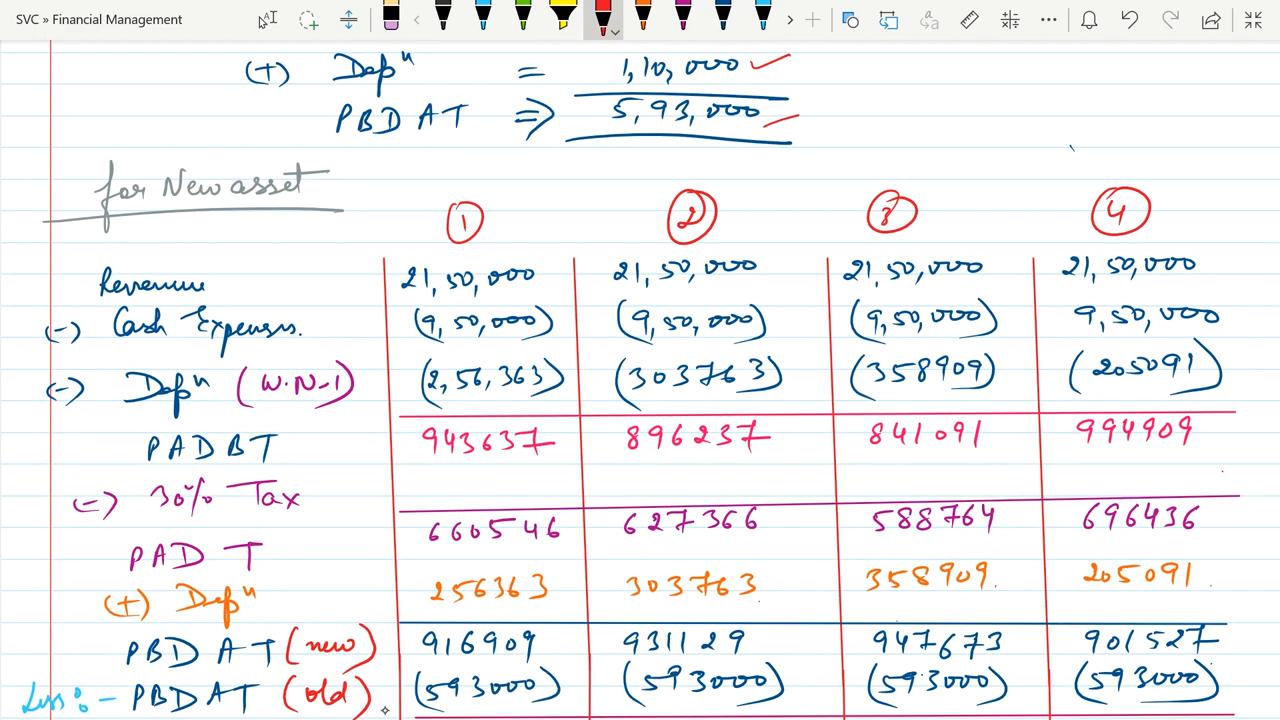 SVC » Financial Management
(+) Depⁿ = 1,10,000
PBDAT ⇒ 5,93,000
for New asset
1 2 3 4
Revenue 21,50,000 21,50,000 21,50,000 21,50,000
(-) Cash Expenses. (9,50,000) (9,50,000) (9,50,000) 9,50,000
(-) Depⁿ (W.N-1) (2,56,363) (303763) (358909) (205091)
PADBT 943637 896237 841091 994909
(-) 30% Tax
PADT 660546 627366 588764 696436
(+) Depⁿ 256363 303763 358909 205091
PBDAT (new) 916909 931129 947673 901527
Less:- PBDAT (old) (593000) (593000) (593000) (593000)